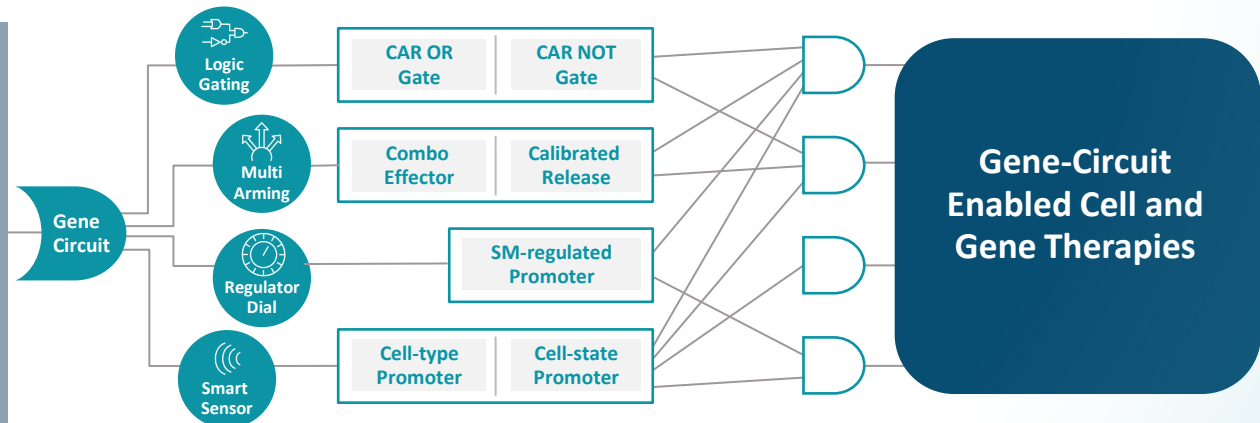 Logic
Gating
CAR OR
Gate
CAR NOT
Gate
Multi
Arming
Combo
Effector
Calibrated
Release
Gene
Circuit
Regulator
Dial
SM-regulated
Promoter
Smart
Sensor
Cell-type
Promoter
Cell-state
Promoter
Gene-Circuit
Enabled Cell and
Gene Therapies